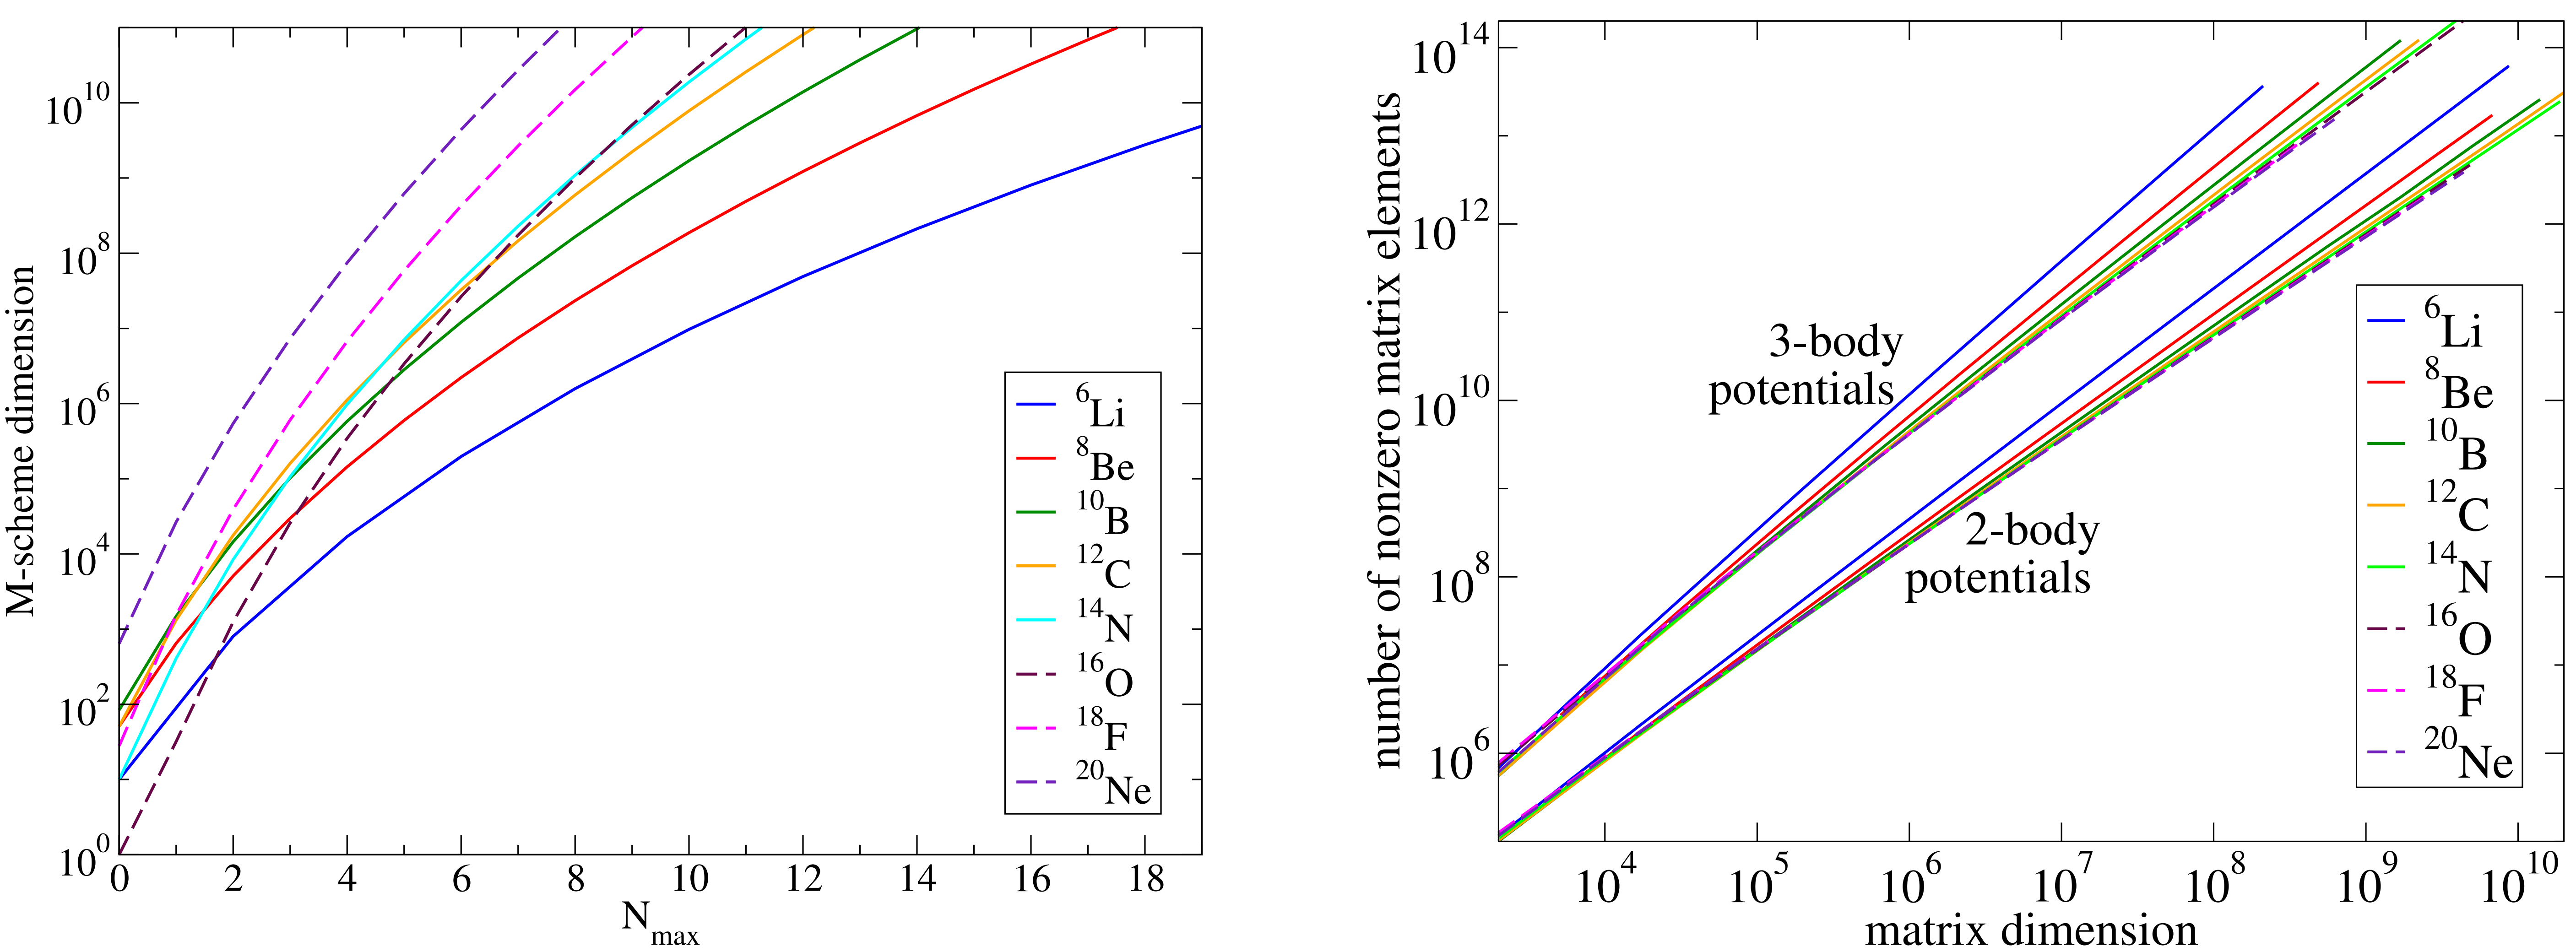 M-scheme dimension
10^10
10^8
10^6
10^4
10^2
10^0
0 2 4 6 8 10 12 14 16 18
N_max
^6Li
^8Be
^10B
^12C
^14N
^16O
^18F
^20Ne
number of nonzero matrix elements
10^14
10^12
10^10
10^8
10^6
10^4 10^5 10^6 10^7 10^8 10^9 10^10
matrix dimension
3-body
potentials
2-body
potentials
^6Li
^8Be
^10B
^12C
^14N
^16O
^18F
^20Ne